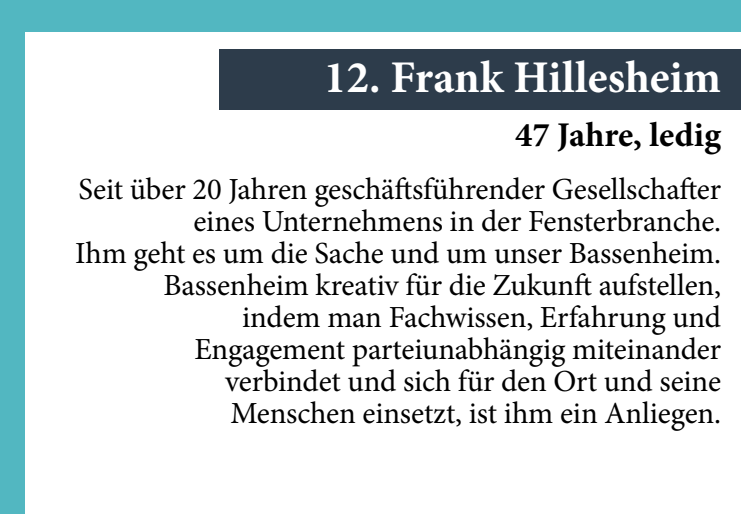 12. Frank Hillesheim
47 Jahre, ledig
Seit über 20 Jahren geschäftsführender Gesellschafter
eines Unternehmens in der Fensterbranche.
Ihm geht es um die Sache und um unser Bassenheim.
Bassenheim kreativ für die Zukunft aufstellen,
indem man Fachwissen, Erfahrung und
Engagement parteiunabhängig miteinander
verbindet und sich für den Ort und seine
Menschen einsetzt, ist ihm ein Anliegen.